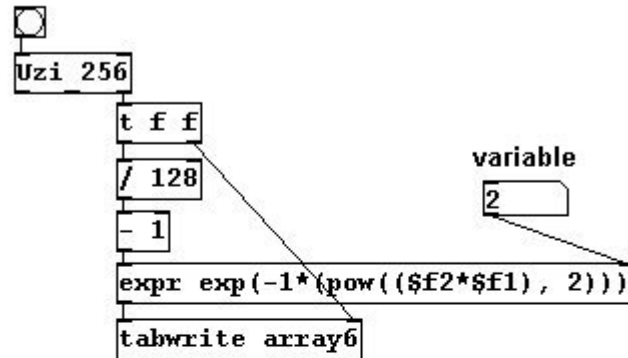 Uzi 256
t f f
/ 128
variable
2
- 1
expr exp(-1*(pow(($f2*$f1), 2)))
tabwrite array6